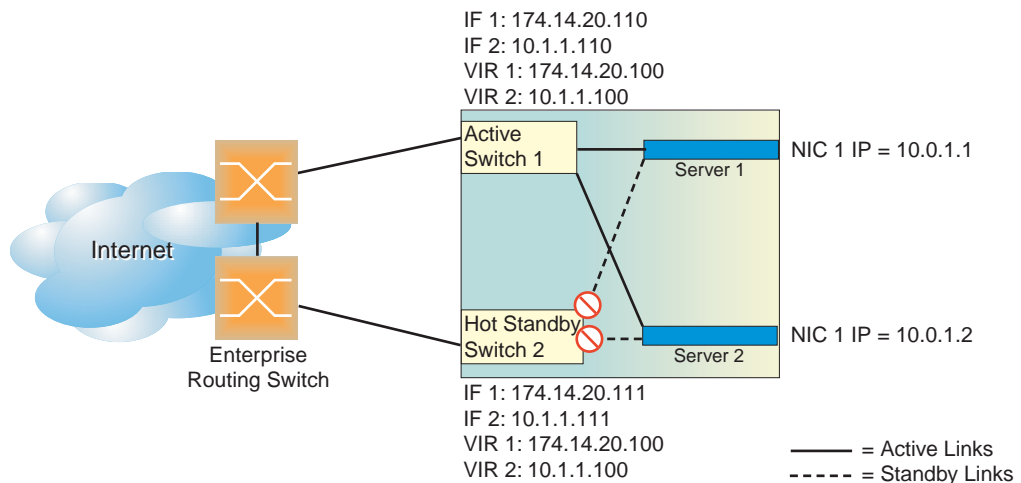 IF 1: 174.14.20.110
IF 2: 10.1.1.110
VIR 1: 174.14.20.100
VIR 2: 10.1.1.100
Active
Switch 1
Server 1
NIC 1 IP = 10.0.1.1
Internet
Enterprise
Routing Switch
Hot Standby
Switch 2
Server 2
NIC 1 IP = 10.0.1.2
IF 1: 174.14.20.111
IF 2: 10.1.1.111
VIR 1: 174.14.20.100
VIR 2: 10.1.1.100
= Active Links
= Standby Links